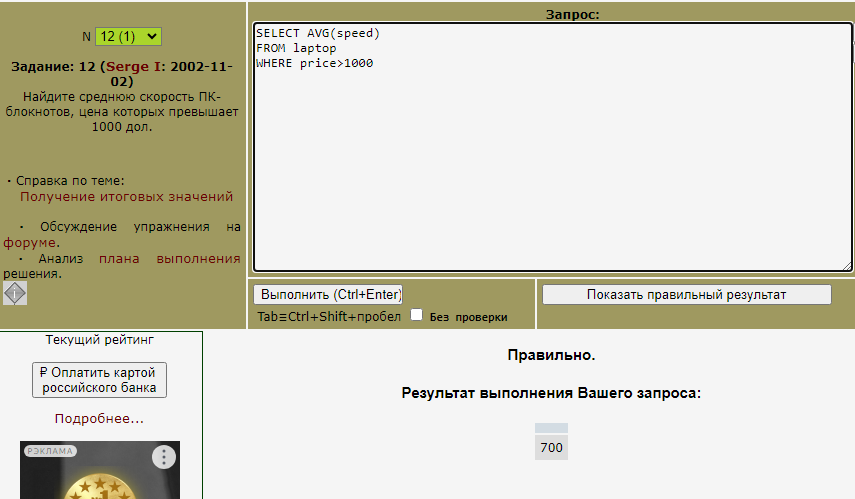 N 12 (1)
Задание: 12 (Serge I: 2002-11-
02)
Найдите среднюю скорость ПК-
блокнотов, цена которых превышает
1000 дол.
· Справка по теме:
Получение итоговых значений
· Обсуждение упражнения на
форуме.
· Анализ плана выполнения
решения.
Запрос:
SELECT AVG(speed)
FROM laptop
WHERE price>1000
Выполнить (Ctrl+Enter)
Tab≡Ctrl+Shift+пробел Без проверки
Показать правильный результат
Текущий рейтинг
₽ Оплатить картой
российского банка
Подробнее...
РЭКЛАМА
№1
Правильно.
Результат выполнения Вашего запроса:
700